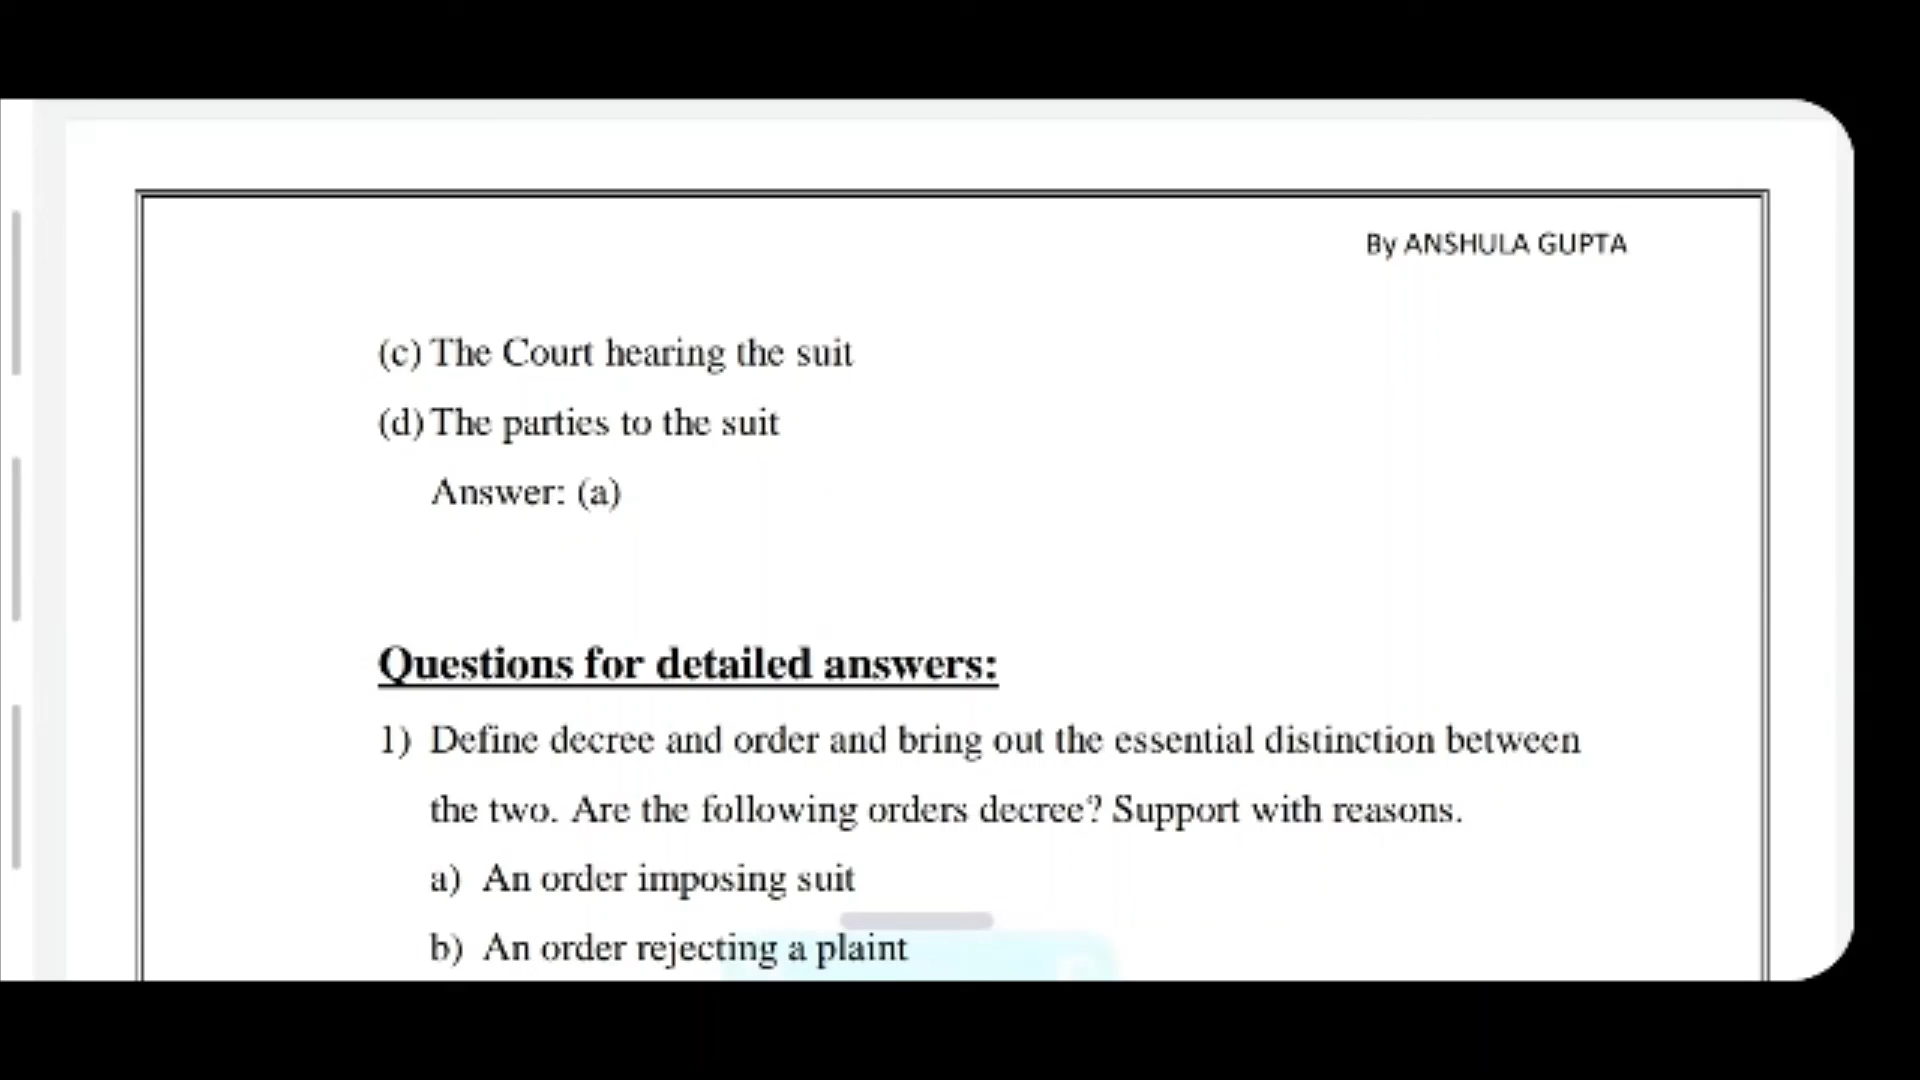 By ANSHULA GUPTA
(c) The Court hearing the suit
(d) The parties to the suit
Answer: (a)
Questions for detailed answers:
1) Define decree and order and bring out the essential distinction between
the two. Are the following orders decree? Support with reasons.
a) An order imposing suit
b) An order rejecting a plaint